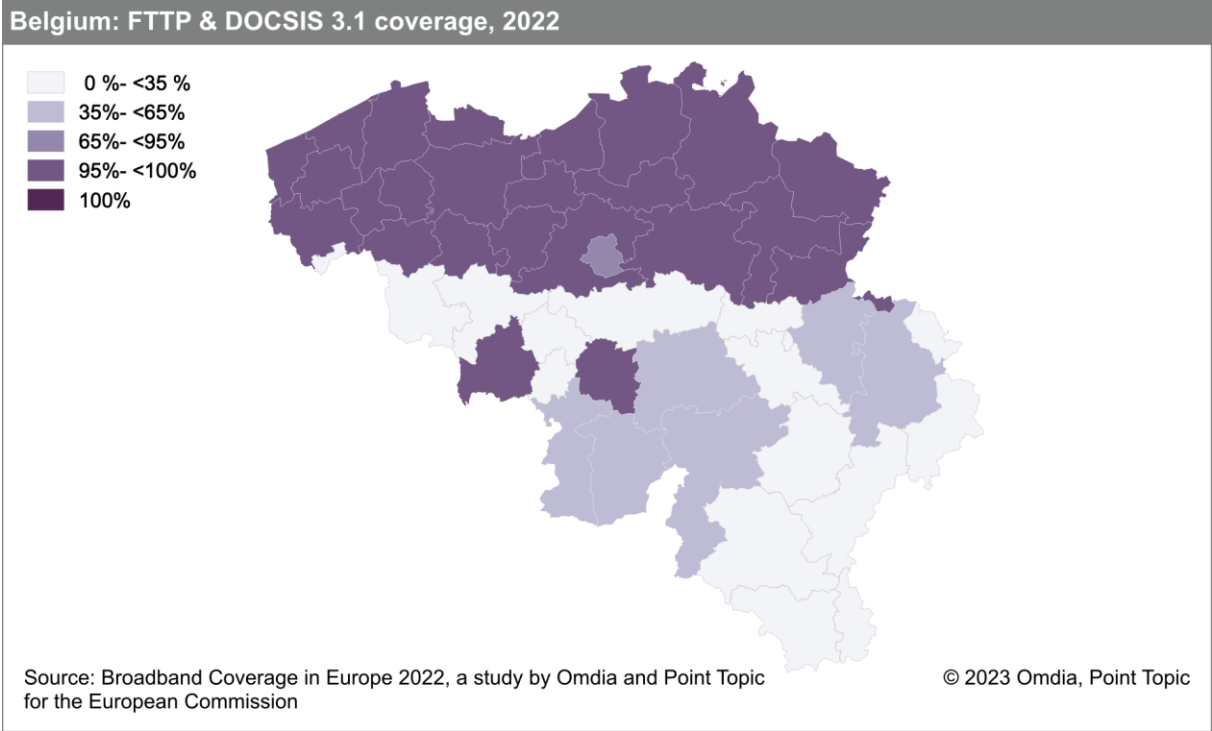 Belgium: FTTP & DOCSIS 3.1 coverage, 2022
0 %- <35 %
35%- <65%
65%- <95%
95%- <100%
100%
Source: Broadband Coverage in Europe 2022, a study by Omdia and Point Topic
for the European Commission
© 2023 Omdia, Point Topic